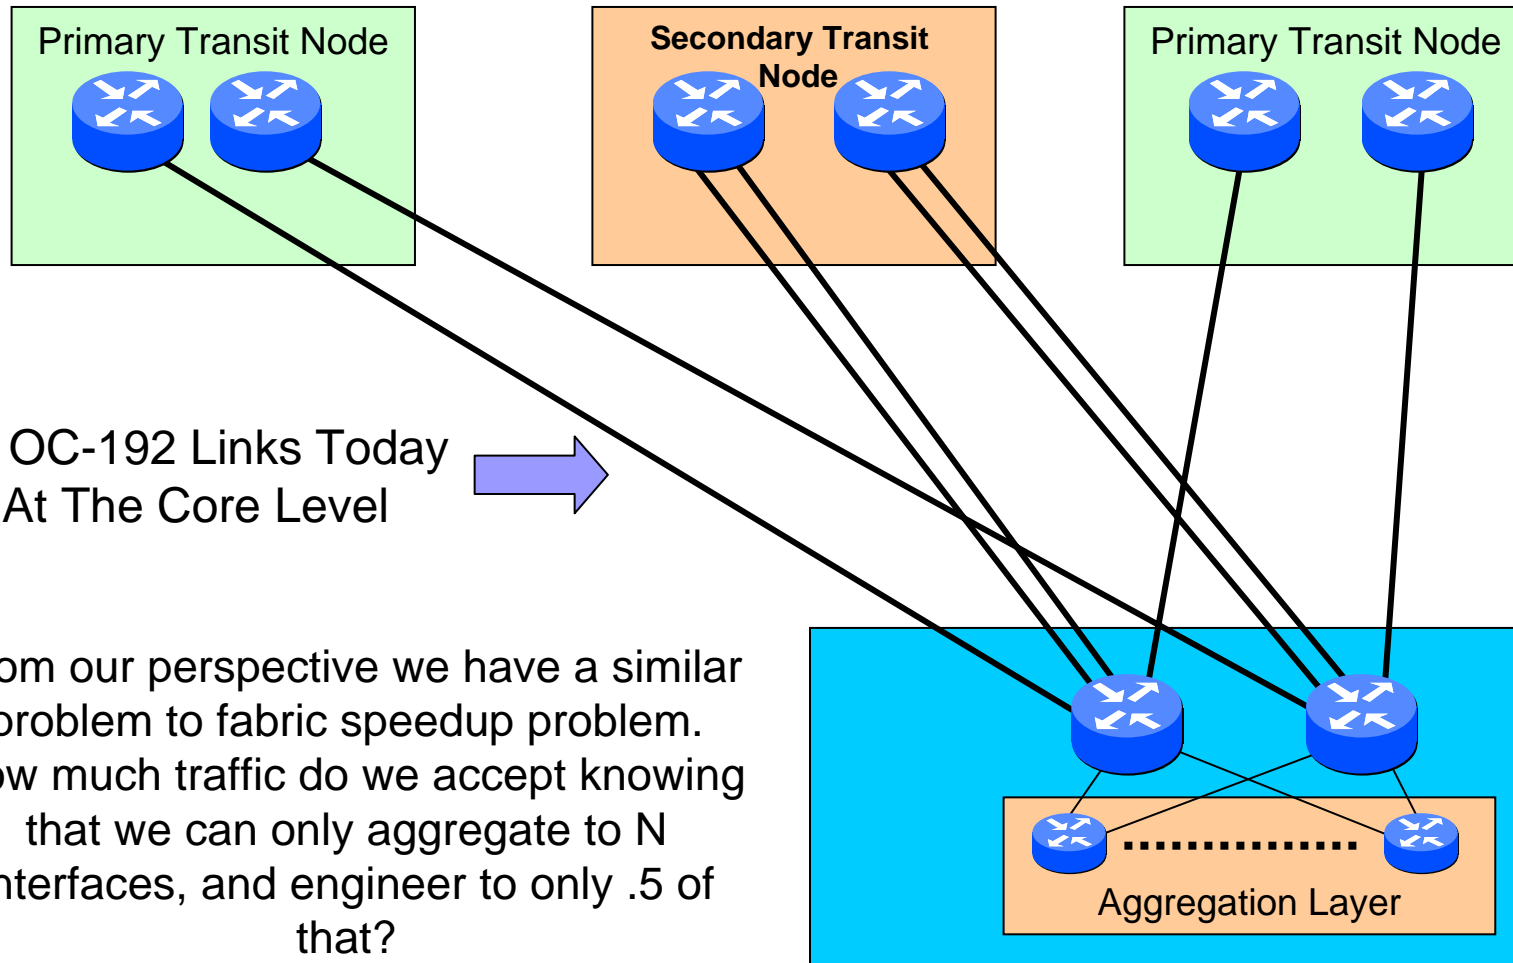 Primary Transit Node
Secondary Transit
Node
Primary Transit Node
OC-192 Links Today
At The Core Level
om our perspective we have a similar
problem to fabric speedup problem.
ow much traffic do we accept knowing
that we can only aggregate to N
nterfaces, and engineer to only .5 of
that?
Aggregation Layer